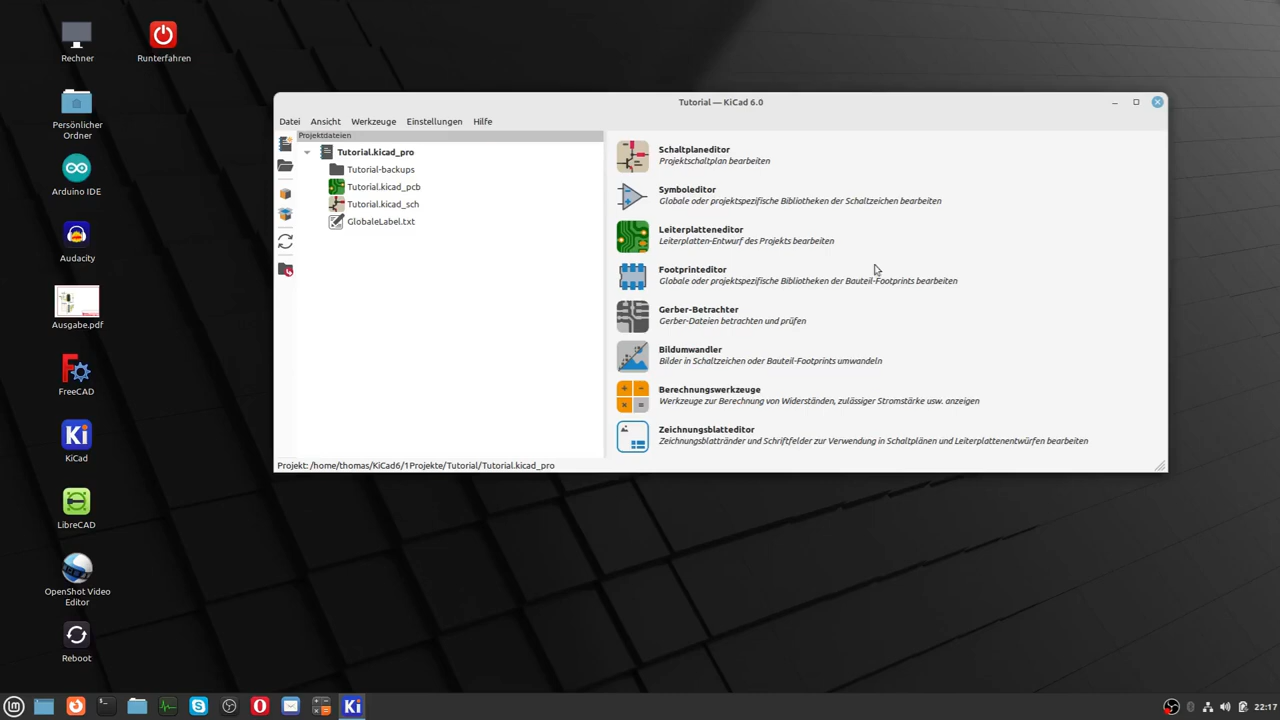 Rechner
Runterfahren
Persönlicher
Ordner
Arduino IDE
Audacity
Ausgabe.pdf
FreeCAD
Ki
KiCad
LibreCAD
OpenShot Video
Editor
Reboot
Tutorial — KiCad 6.0
Datei Ansicht Werkzeuge Einstellungen Hilfe
Projektdateien
Tutorial.kicad_pro
Tutorial-backups
Tutorial.kicad_pcb
Tutorial.kicad_sch
GlobaleLabel.txt
Schaltplaneditor
Projektschaltplan bearbeiten
Symboleditor
Globale oder projektspezifische Bibliotheken der Schaltzeichen bearbeiten
Leiterplatteneditor
Leiterplatten-Entwurf des Projekts bearbeiten
Footprinteditor
Globale oder projektspezifische Bibliotheken der Bauteil-Footprints bearbeiten
Gerber-Betrachter
Gerber-Dateien betrachten und prüfen
Bildumwandler
Bilder in Schaltzeichen oder Bauteil-Footprints umwandeln
Berechnungswerkzeuge
Werkzeuge zur Berechnung von Widerständen, zulässiger Stromstärke usw. anzeigen
Zeichnungsblatteditor
Zeichnungsblattränder und Schriftfelder zur Verwendung in Schaltplänen und Leiterplattenentwürfen bearbeiten
Projekt: /home/thomas/KiCad6/1Projekte/Tutorial/Tutorial.kicad_pro
Ki
22:17